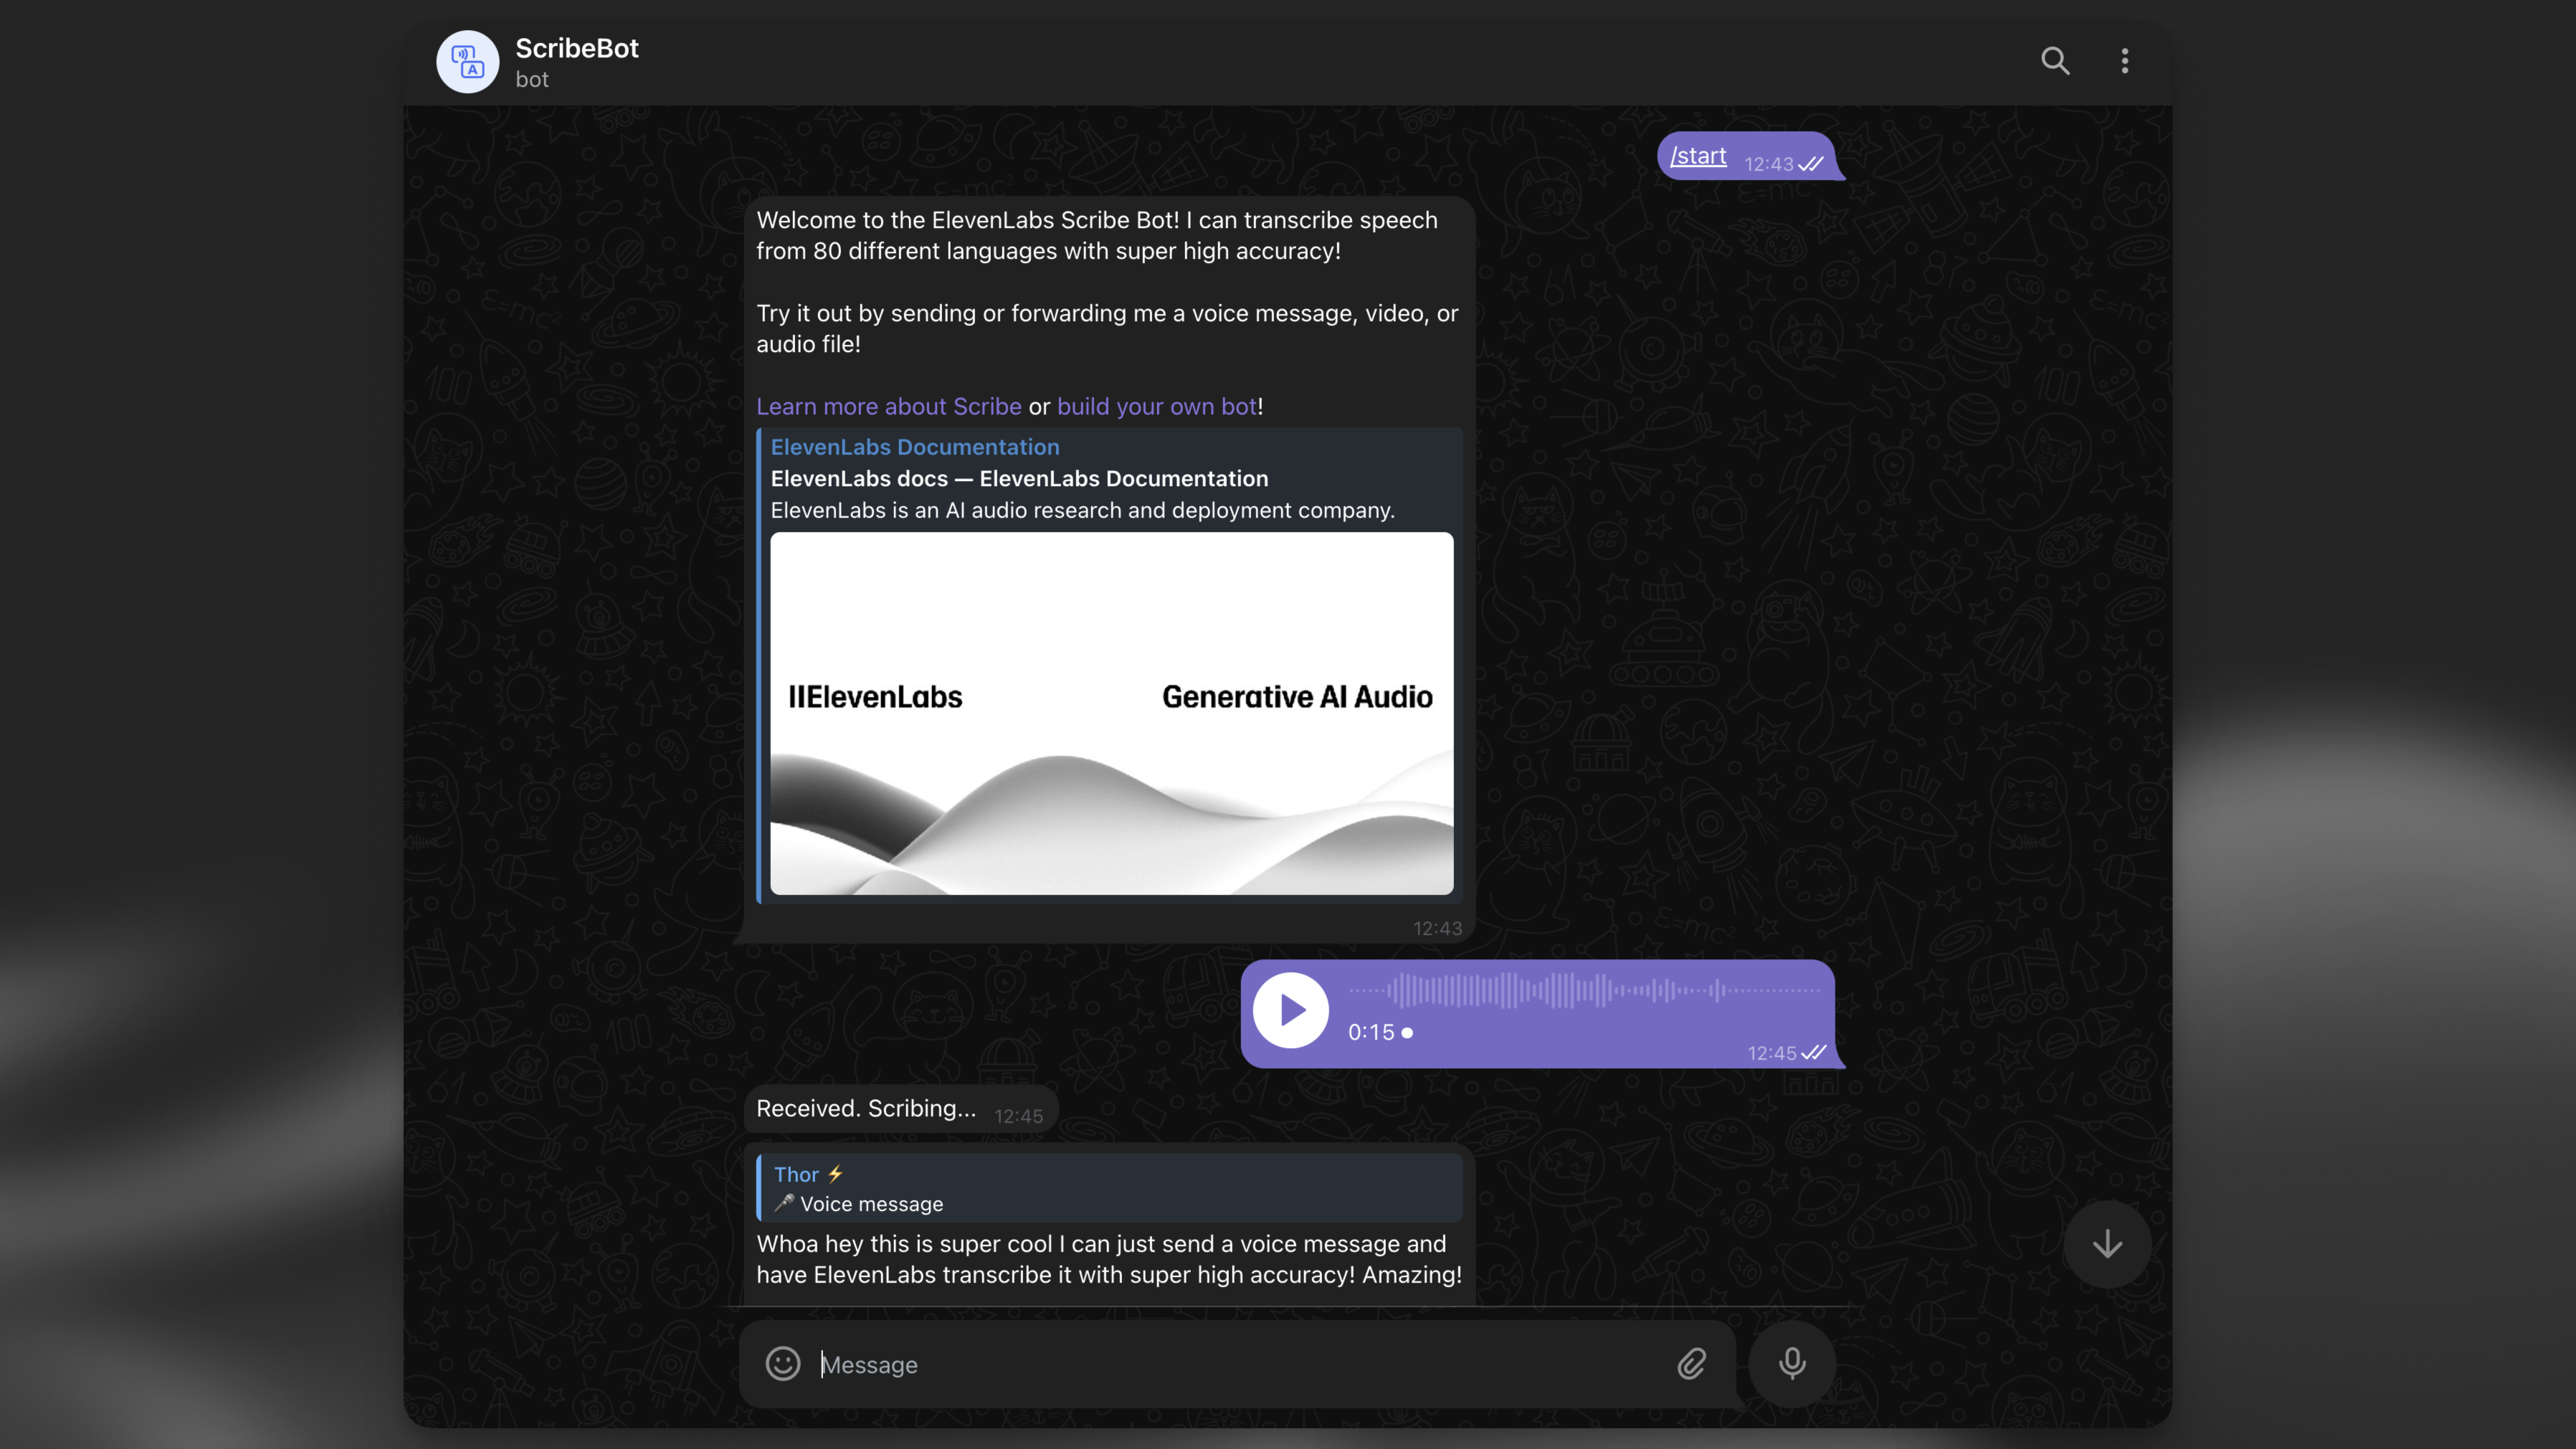 ScribeBot
bot
/start 12:43
Welcome to the ElevenLabs Scribe Bot! I can transcribe speech
from 80 different languages with super high accuracy!
Try it out by sending or forwarding me a voice message, video, or
audio file!
Learn more about Scribe or build your own bot!
ElevenLabs Documentation
ElevenLabs docs — ElevenLabs Documentation
ElevenLabs is an AI audio research and deployment company.
IIElevenLabs
Generative AI Audio
12:43
0:15
12:45
Received. Scribing... 12:45
Thor ⚡
🎤 Voice message
Whoa hey this is super cool I can just send a voice message and
have ElevenLabs transcribe it with super high accuracy! Amazing!
Message